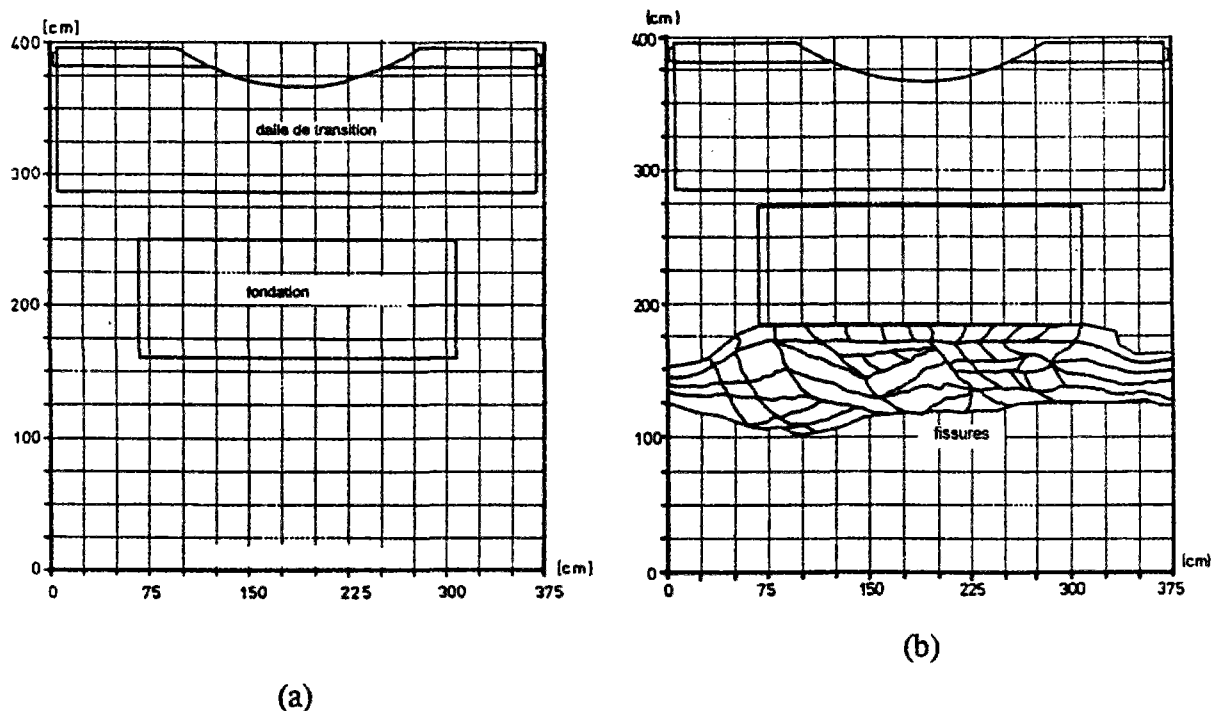 [cm]
400
300
200
100
0
0 75 150 225 300 375
[cm]
dalle de transition
fondation
(a)
(cm)
400
300
200
100
0
0 75 150 225 300 375
(cm)
fissures
(b)